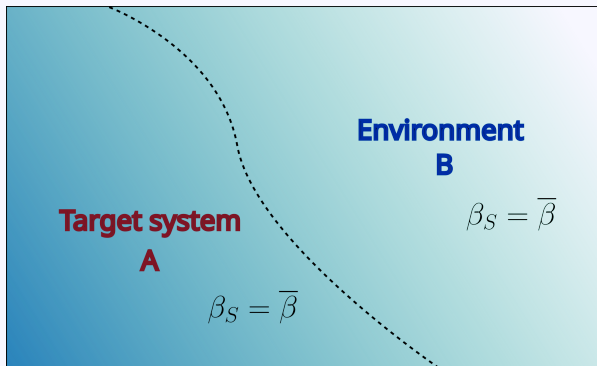 Environment
B
β_S = β̅
Target system
A
β_S = β̅